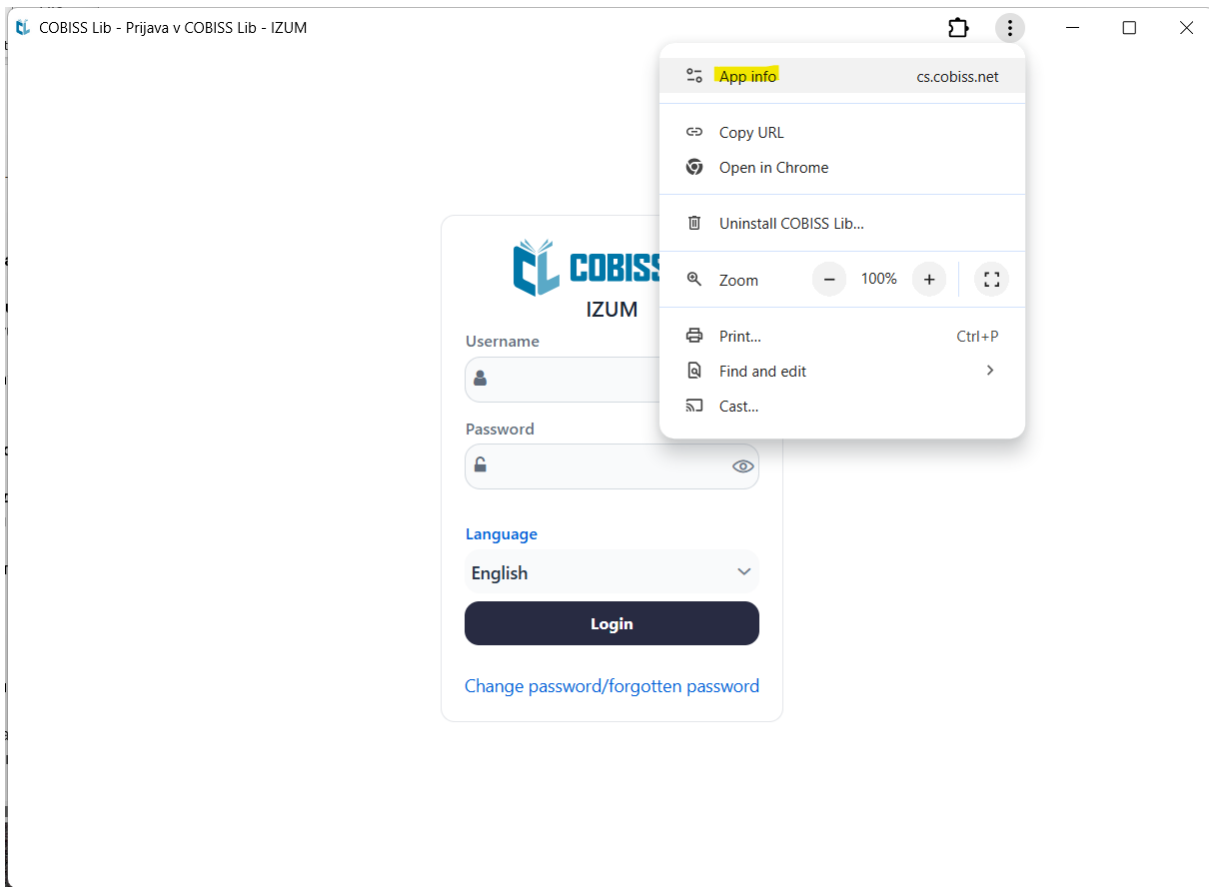 COBISS Lib - Prijava v COBISS Lib - IZUM
App info cs.cobiss.net
Copy URL
Open in Chrome
Uninstall COBISS Lib...
Zoom 100%
Print... Ctrl+P
Find and edit
Cast...
CL COBISS
IZUM
Username
Password
Language
English
Login
Change password/forgotten password